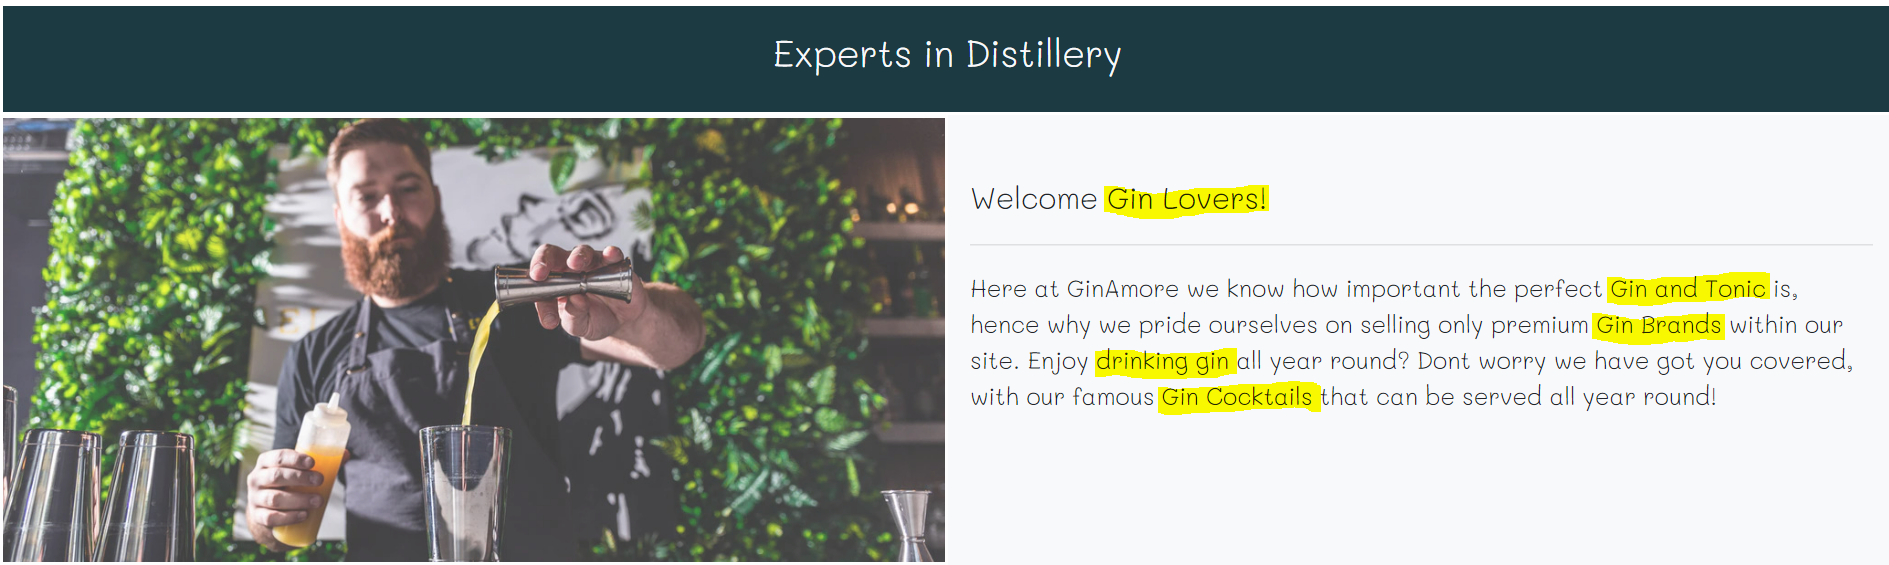 Experts in Distillery
Welcome Gin Lovers!
Here at GinAmore we know how important the perfect Gin and Tonic is,
hence why we pride ourselves on selling only premium Gin Brands within our
site. Enjoy drinking gin all year round? Dont worry we have got you covered,
with our famous Gin Cocktails that can be served all year round!